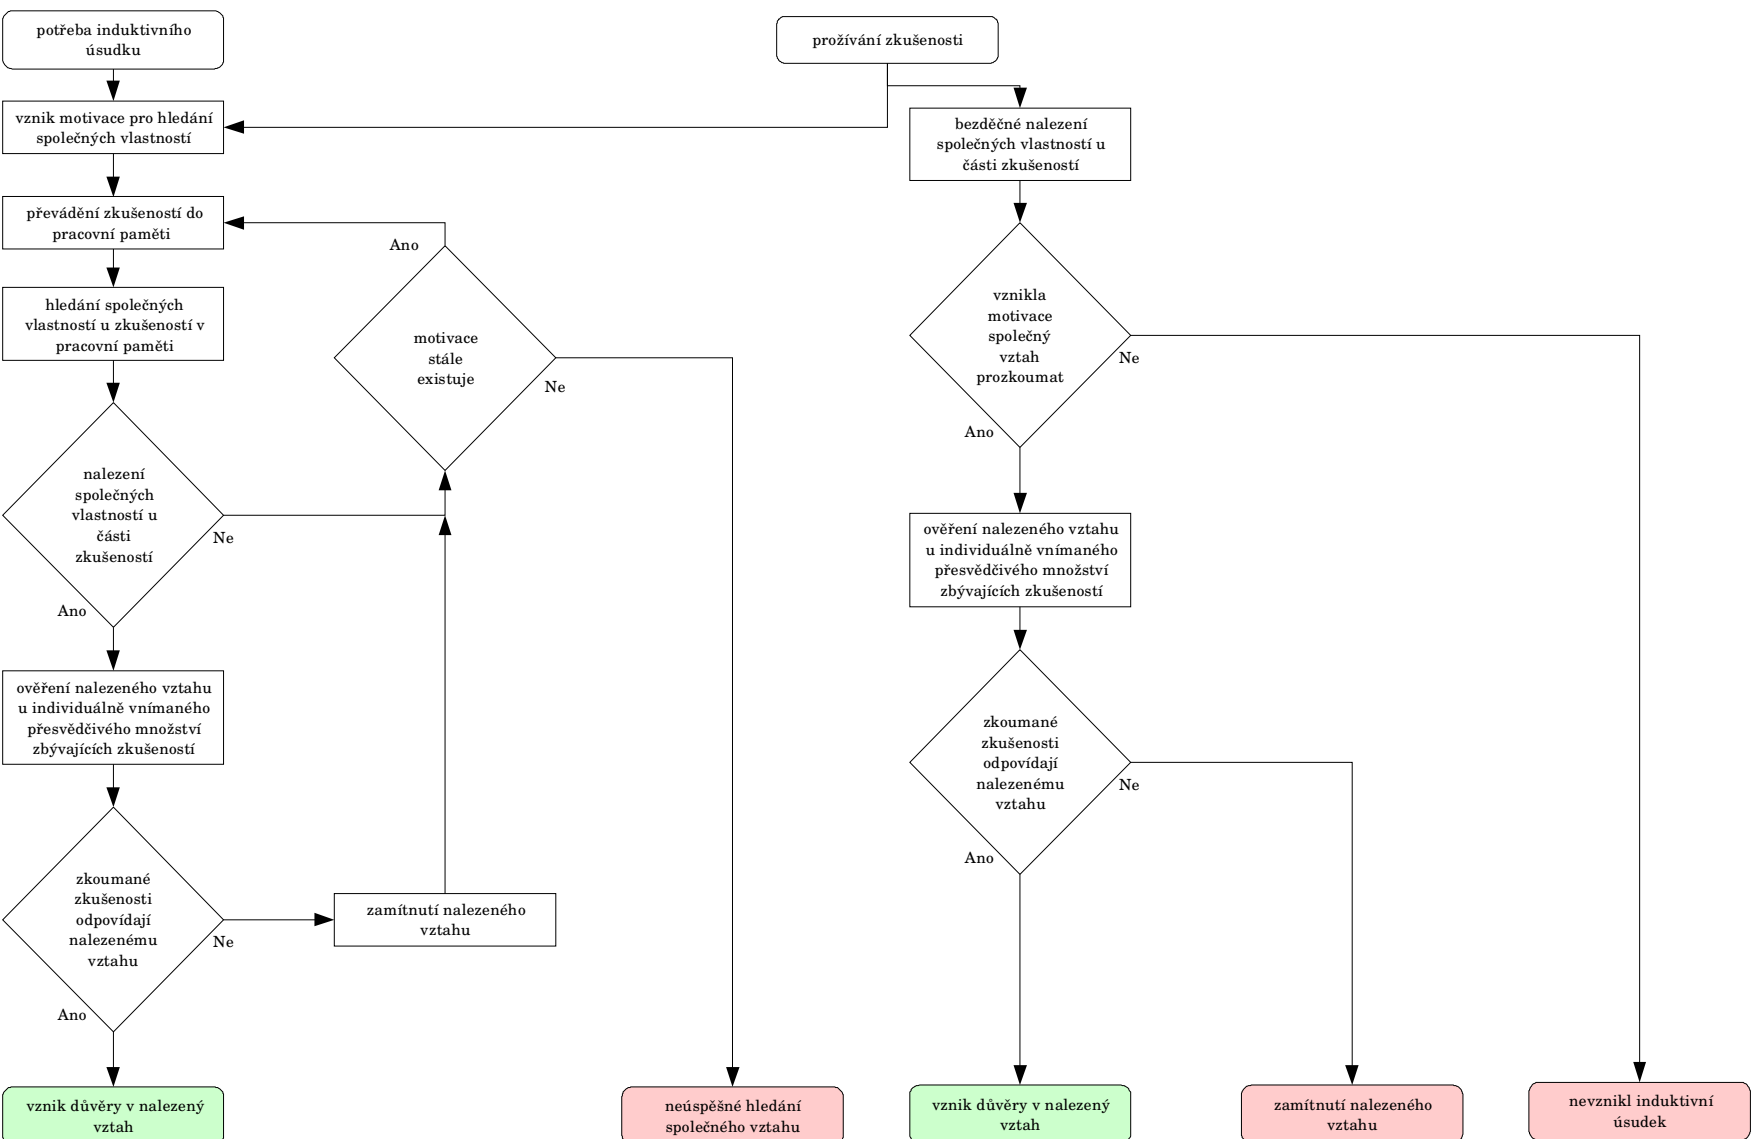 potřeba induktivního
úsudku
prožívání zkušenosti
vznik motivace pro hledání
společných vlastností
bezděčné nalezení
společných vlastností u
části zkušeností
převádění zkušeností do
pracovní paměti
Ano
hledání společných
vlastností u zkušeností v
pracovní paměti
motivace
stále
existuje
Ne
vznikla
motivace
společný
vztah
prozkoumat
Ne
Ano
nalezení
společných
vlastností u
části
zkušeností
Ne
Ano
ověření nalezeného vztahu
u individuálně vnímaného
přesvědčivého množství
zbývajících zkušeností
ověření nalezeného vztahu
u individuálně vnímaného
přesvědčivého množství
zbývajících zkušeností
zkoumané
zkušenosti
odpovídají
nalezenému
vztahu
Ne
Ano
zkoumané
zkušenosti
odpovídají
nalezenému
vztahu
Ne
Ano
zamítnutí nalezeného
vztahu
vznik důvěry v nalezený
vztah
neúspěšné hledání
společného vztahu
vznik důvěry v nalezený
vztah
zamítnutí nalezeného
vztahu
nevznikl induktivní
úsudek